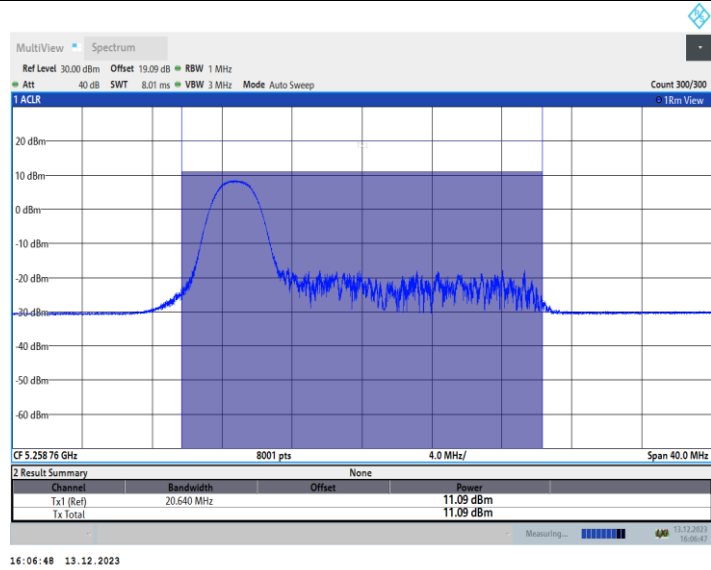 MultiView Spectrum
Ref Level 30.00 dBm Offset 19.09 dB RBW 1 MHz
Att 40 dB SWT 8.01 ms VBW 3 MHz Mode Auto Sweep Count 300/300
1 ACLR 1Rm View
20 dBm
10 dBm
0 dBm
-10 dBm
-20 dBm
-30 dBm
-40 dBm
-50 dBm
-60 dBm
CF 5.258 76 GHz 8001 pts 4.0 MHz/ Span 40.0 MHz
2 Result Summary None
Channel Bandwidth Offset Power
Tx1 (Ref) 20.640 MHz 11.09 dBm
Tx Total 11.09 dBm
Measuring... 13.12.2023
16:06:47
16:06:48 13.12.2023